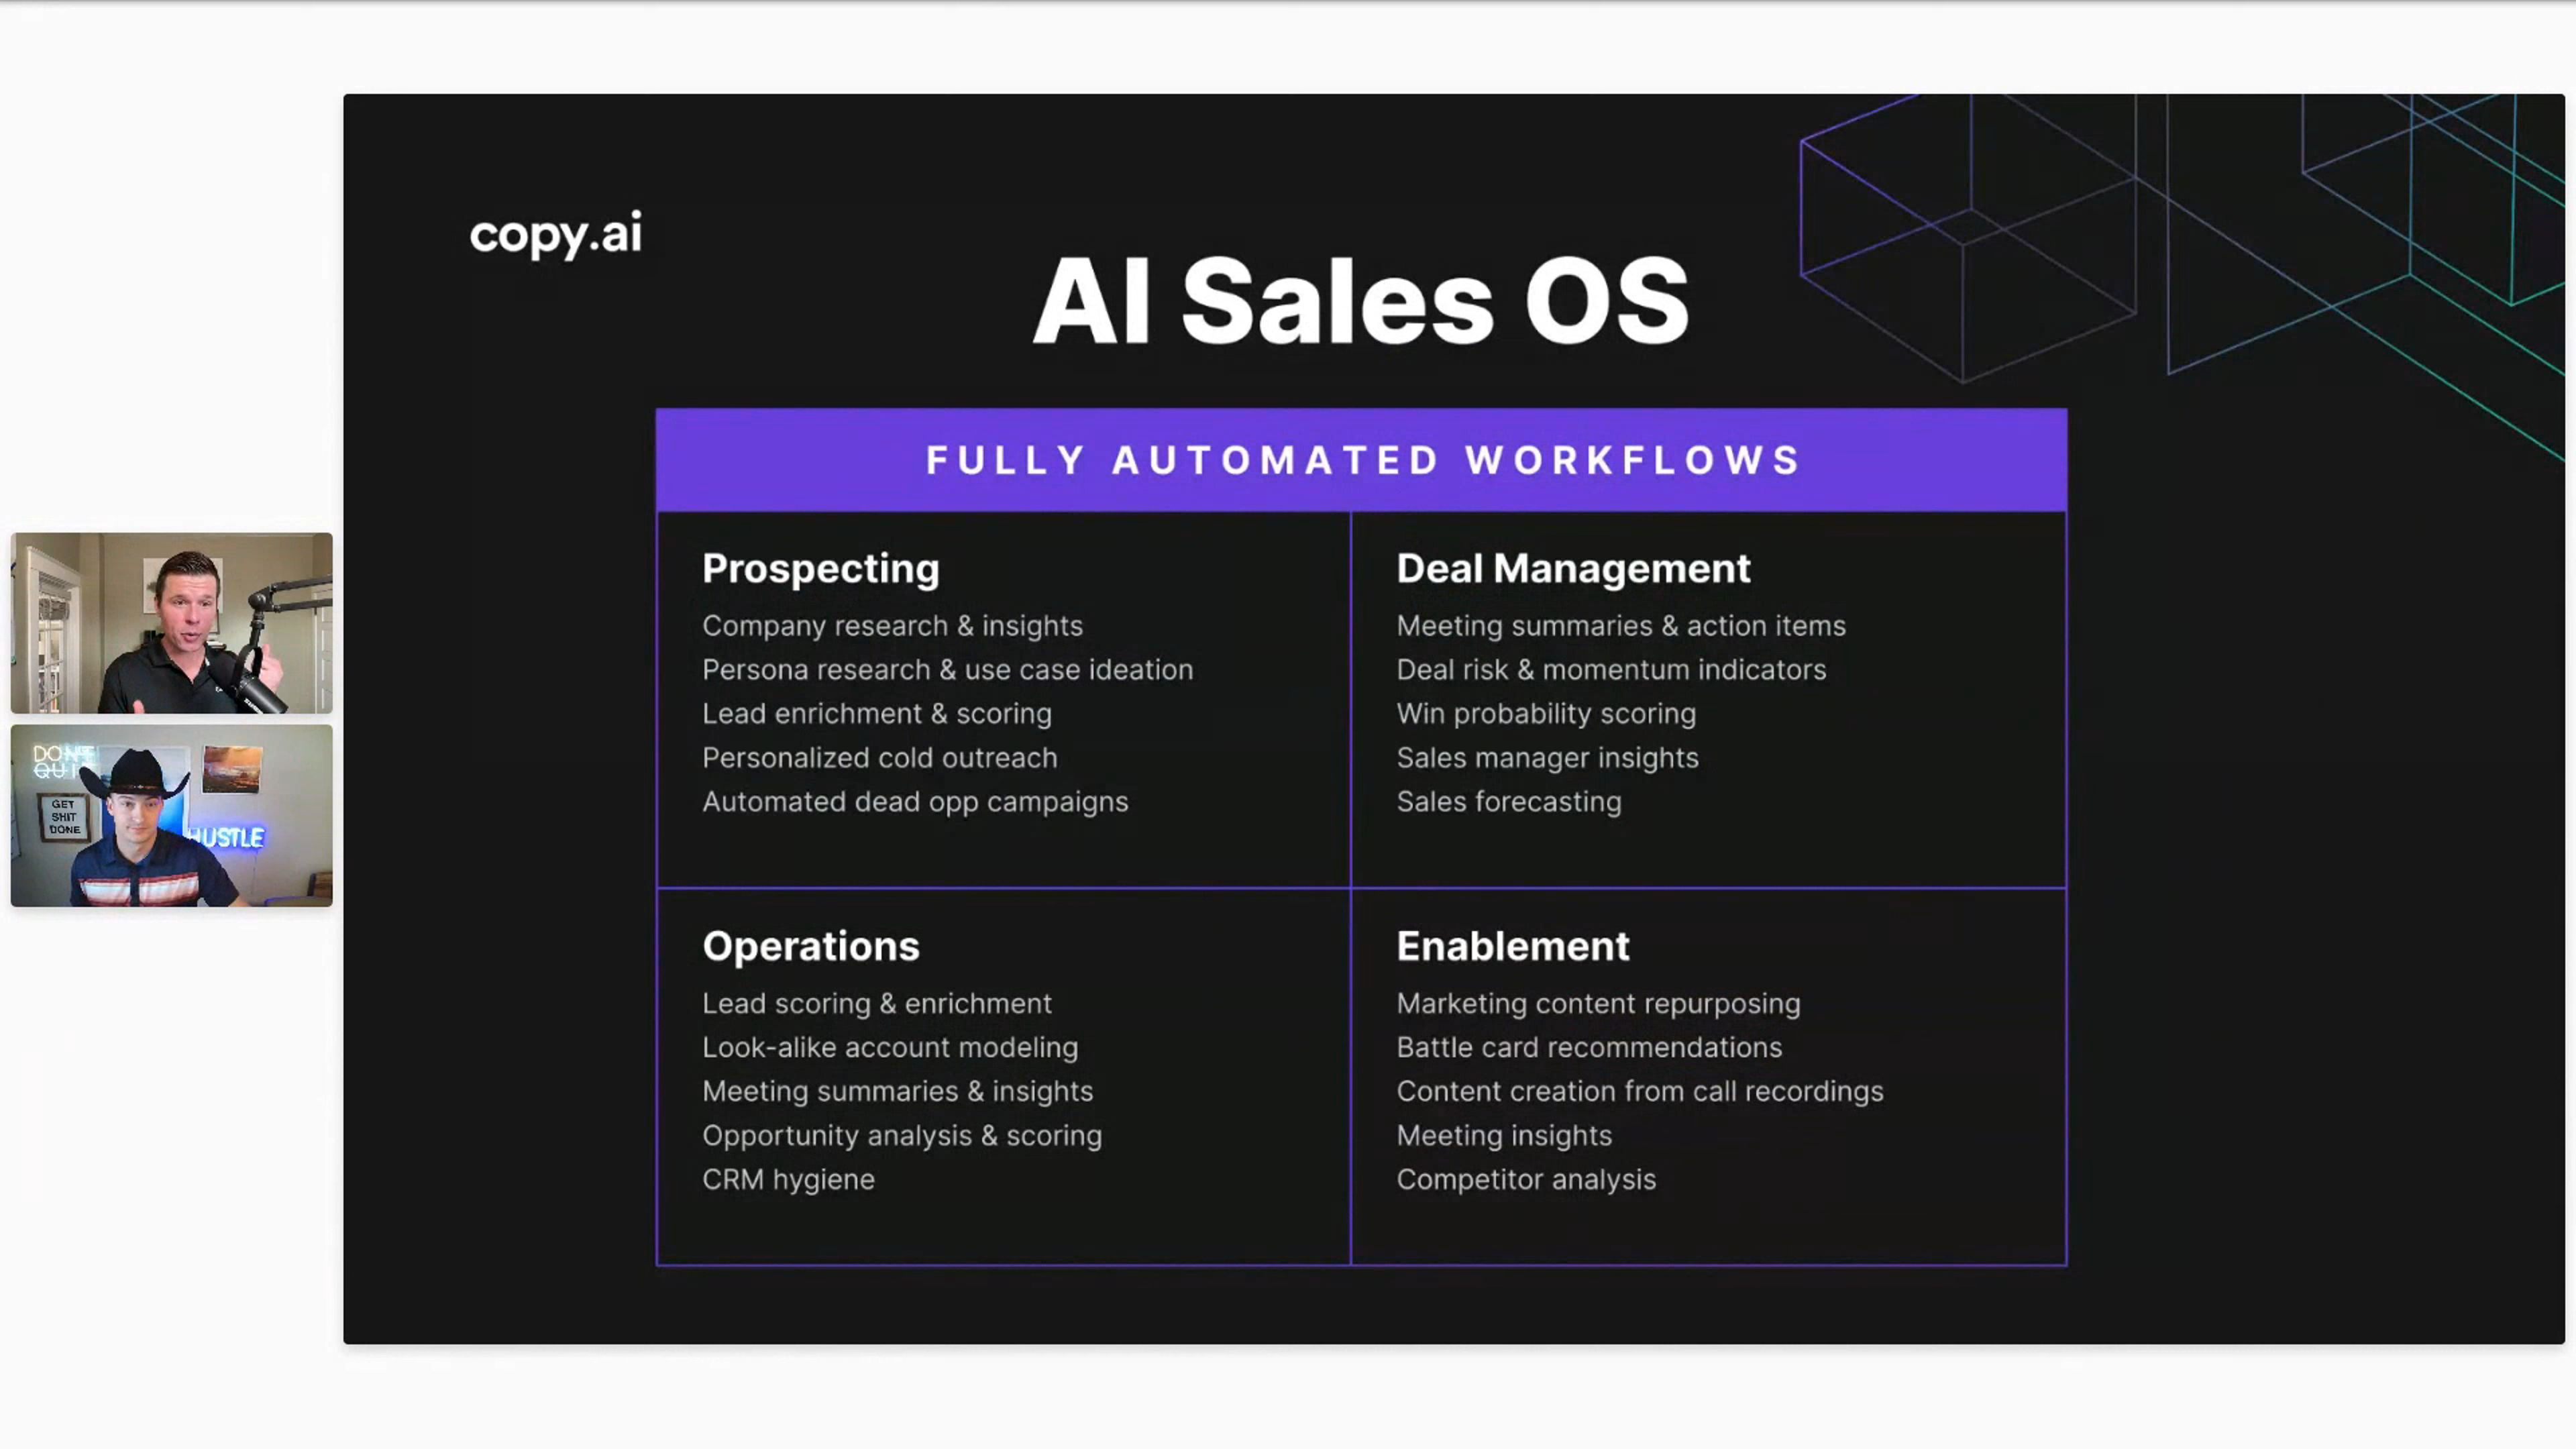 copy.ai
AI Sales OS
FULLY AUTOMATED WORKFLOWS
Prospecting
Company research & insights
Persona research & use case ideation
Lead enrichment & scoring
Personalized cold outreach
Automated dead opp campaigns
Deal Management
Meeting summaries & action items
Deal risk & momentum indicators
Win probability scoring
Sales manager insights
Sales forecasting
Operations
Lead scoring & enrichment
Look-alike account modeling
Meeting summaries & insights
Opportunity analysis & scoring
CRM hygiene
Enablement
Marketing content repurposing
Battle card recommendations
Content creation from call recordings
Meeting insights
Competitor analysis
DON'T
QUIT
GET
SHIT
DONE
HUSTLE